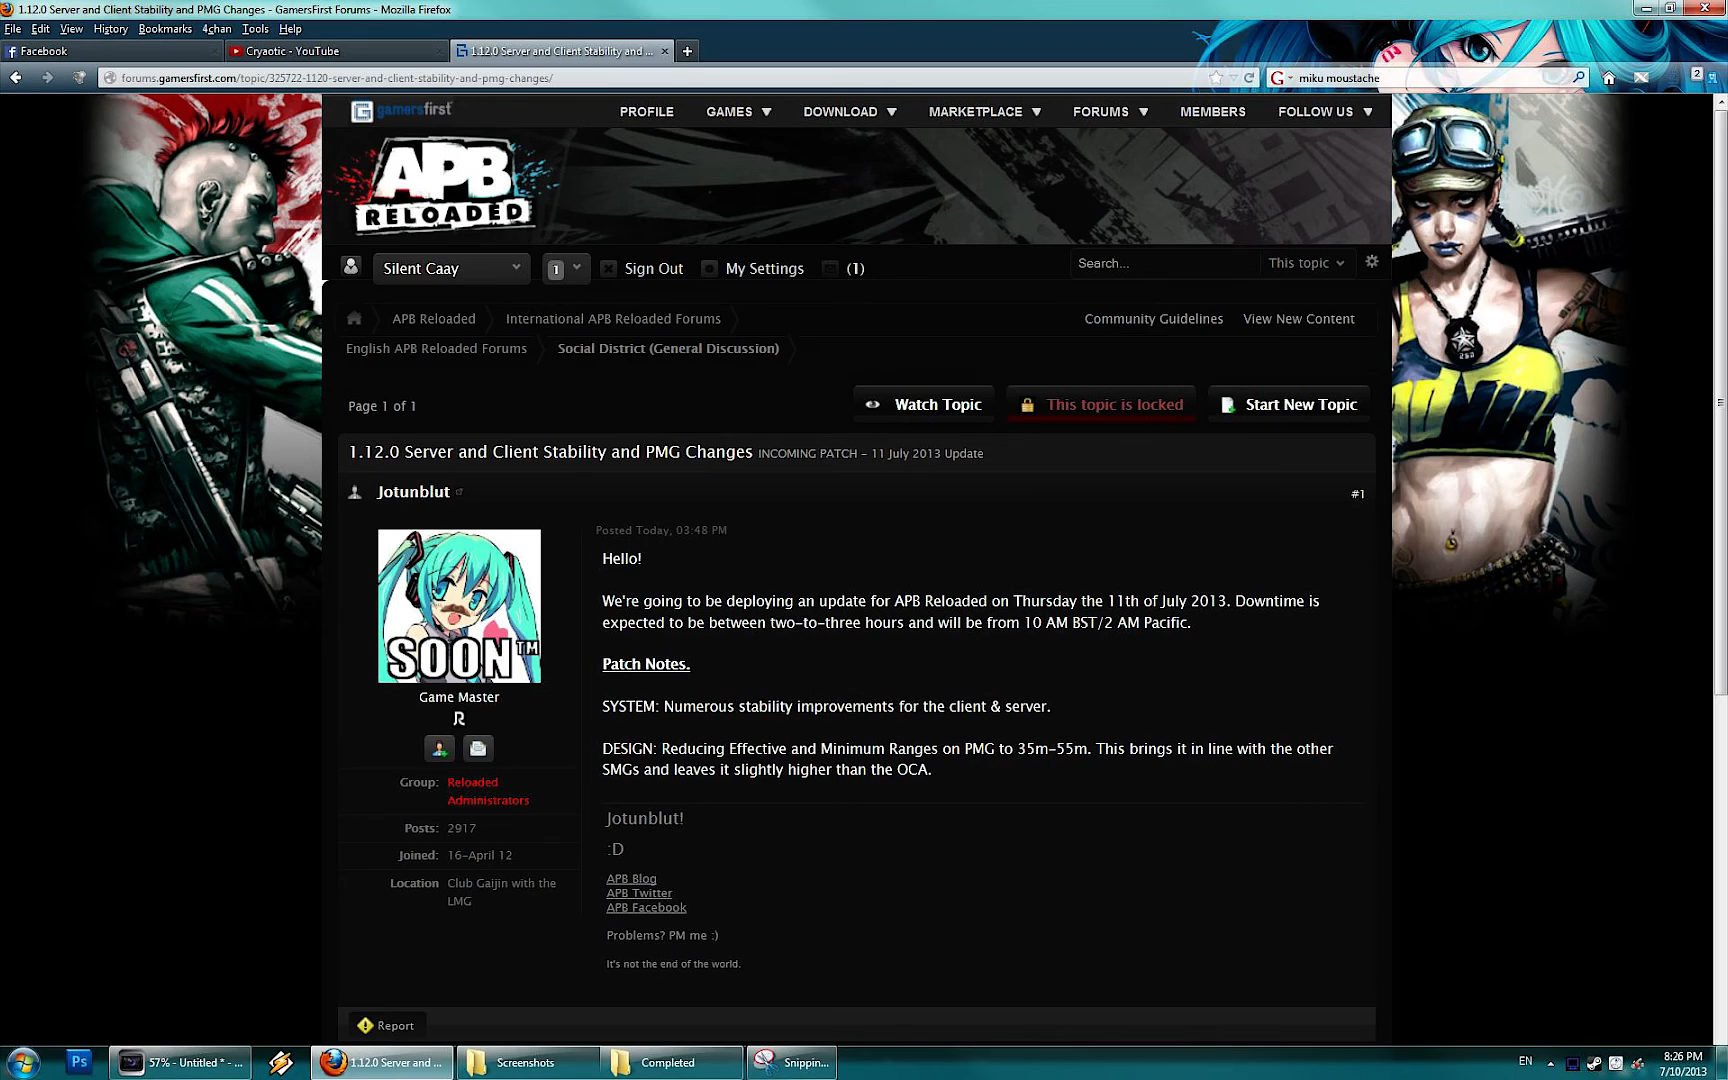 1.12.0 Server and Client Stability and PMG Changes - GamersFirst Forums - Mozilla Firefox
File Edit View History Bookmarks 4chan Tools Help
Facebook
Cryaotic - YouTube
1.12.0 Server and Client Stability and ...
forums.gamersfirst.com/topic/325722-1120-server-and-client-stability-and-pmg-changes/
miku moustache
2
gamersfirst
PROFILE GAMES DOWNLOAD MARKETPLACE FORUMS MEMBERS FOLLOW US
APB
RELOADED
Silent Caay 1 Sign Out My Settings (1)
Search... This topic
APB Reloaded International APB Reloaded Forums
Community Guidelines View New Content
English APB Reloaded Forums Social District (General Discussion)
Page 1 of 1
Watch Topic This topic is locked Start New Topic
1.12.0 Server and Client Stability and PMG Changes INCOMING PATCH - 11 July 2013 Update
Jotunblut
#1
SOON™
Game Master
R
Group: Reloaded
Administrators
Posts: 2917
Joined: 16-April 12
Location Club Gaijin with the
LMG
Posted Today, 03:48 PM
Hello!
We're going to be deploying an update for APB Reloaded on Thursday the 11th of July 2013. Downtime is
expected to be between two-to-three hours and will be from 10 AM BST/2 AM Pacific.
Patch Notes.
SYSTEM: Numerous stability improvements for the client & server.
DESIGN: Reducing Effective and Minimum Ranges on PMG to 35m-55m. This brings it in line with the other
SMGs and leaves it slightly higher than the OCA.
Jotunblut!
:D
APB Blog
APB Twitter
APB Facebook
Problems? PM me :)
It's not the end of the world.
Report
Ps
57% - Untitled * - ...
1.12.0 Server and ...
Screenshots
Completed
Snippin...
EN
8:26 PM
7/10/2013